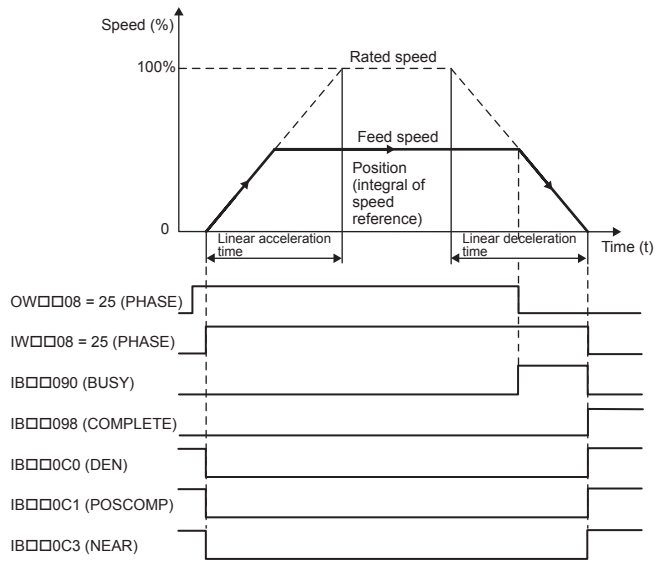 Speed (%)
Rated speed
100%
Feed speed
Position
(integral of
speed
reference)
0
Linear acceleration
time
Linear deceleration
time
Time (t)
OW□□08 = 25 (PHASE)
IW□□08 = 25 (PHASE)
IB□□090 (BUSY)
IB□□098 (COMPLETE)
IB□□0C0 (DEN)
IB□□0C1 (POSCOMP)
IB□□0C3 (NEAR)